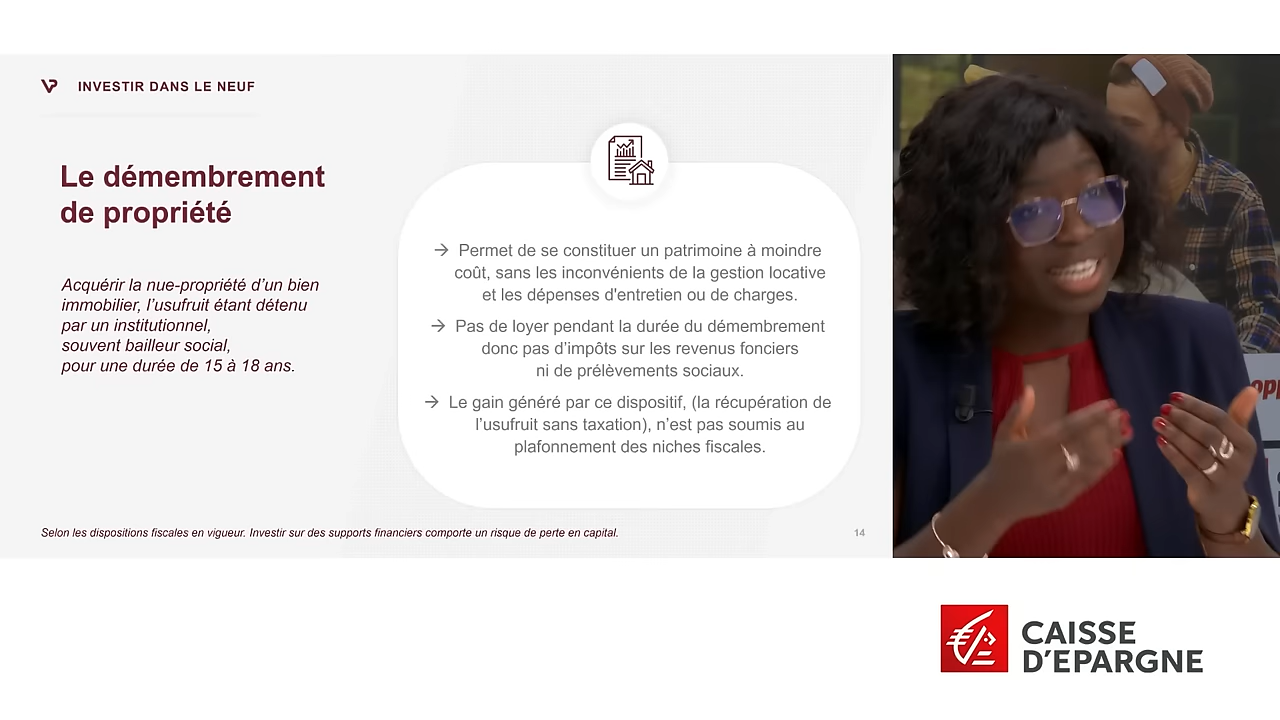 INVESTIR DANS LE NEUF
Le démembrement
de propriété
Acquérir la nue-propriété d’un bien
immobilier, l’usufruit étant détenu
par un institutionnel,
souvent bailleur social,
pour une durée de 15 à 18 ans.
→ Permet de se constituer un patrimoine à moindre
coût, sans les inconvénients de la gestion locative
et les dépenses d'entretien ou de charges.
→ Pas de loyer pendant la durée du démembrement
donc pas d’impôts sur les revenus fonciers
ni de prélèvements sociaux.
→ Le gain généré par ce dispositif, (la récupération de
l’usufruit sans taxation), n’est pas soumis au
plafonnement des niches fiscales.
Selon les dispositions fiscales en vigueur. Investir sur des supports financiers comporte un risque de perte en capital.
14
CAISSE
D’EPARGNE